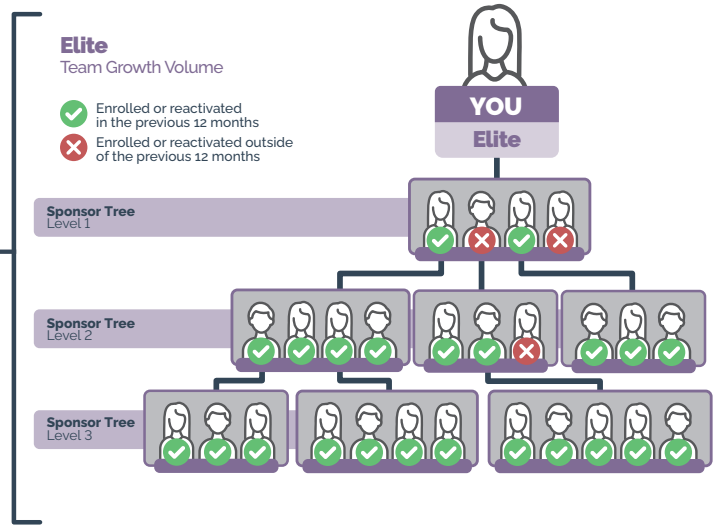 Elite
Team Growth Volume
Enrolled or reactivated
in the previous 12 months
Enrolled or reactivated outside
of the previous 12 months
YOU
Elite
Sponsor Tree
Level 1
Sponsor Tree
Level 2
Sponsor Tree
Level 3